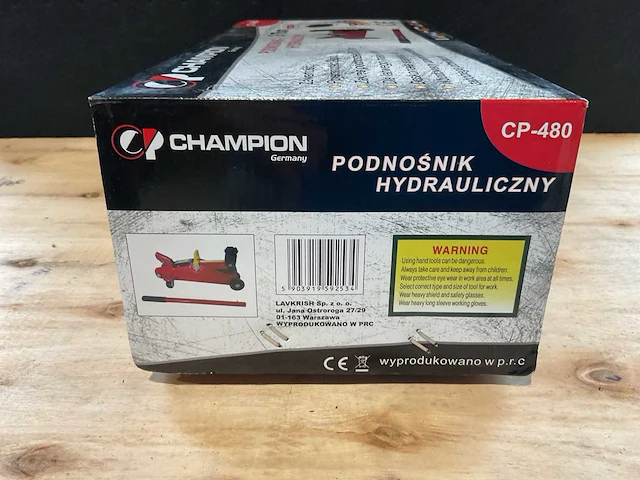 CHAMPION
CP CHAMPION
Germany
CP-480
PODNOŚNIK
HYDRAULICZNY
5 903919 592534
LAVKRISH Sp. z o. o.
ul. Jana Ostroroga 27/29
01-163 Warszawa
WYPRODUKOWANO W PRC
WARNING
Using hand tools can be dangerous.
Always take care and keep away from children.
Wear protective eye wear in work area at all times.
Select correct type and size of tool for work.
Wear heavy shield and safety glasses.
Wear heavy long sleeve working gloves.
CE wyprodukowano w p.r.c